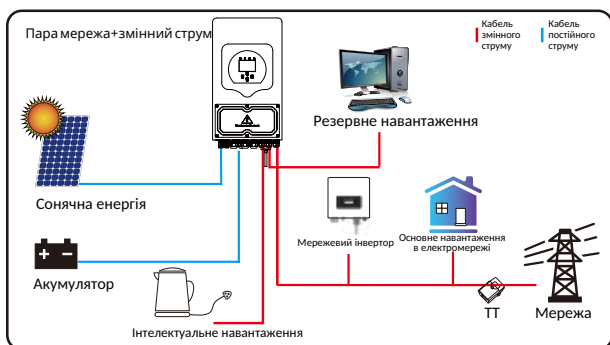 Пара мережа+змінний струм
Кабель
змінного
струму
Кабель
постійного
струму
Резервне навантаження
Сонячна енергія
Мережевий інвертор
Основне навантаження
в електромережі
Акумулятор
ТТ
Мережа
Інтелектуальне навантаження